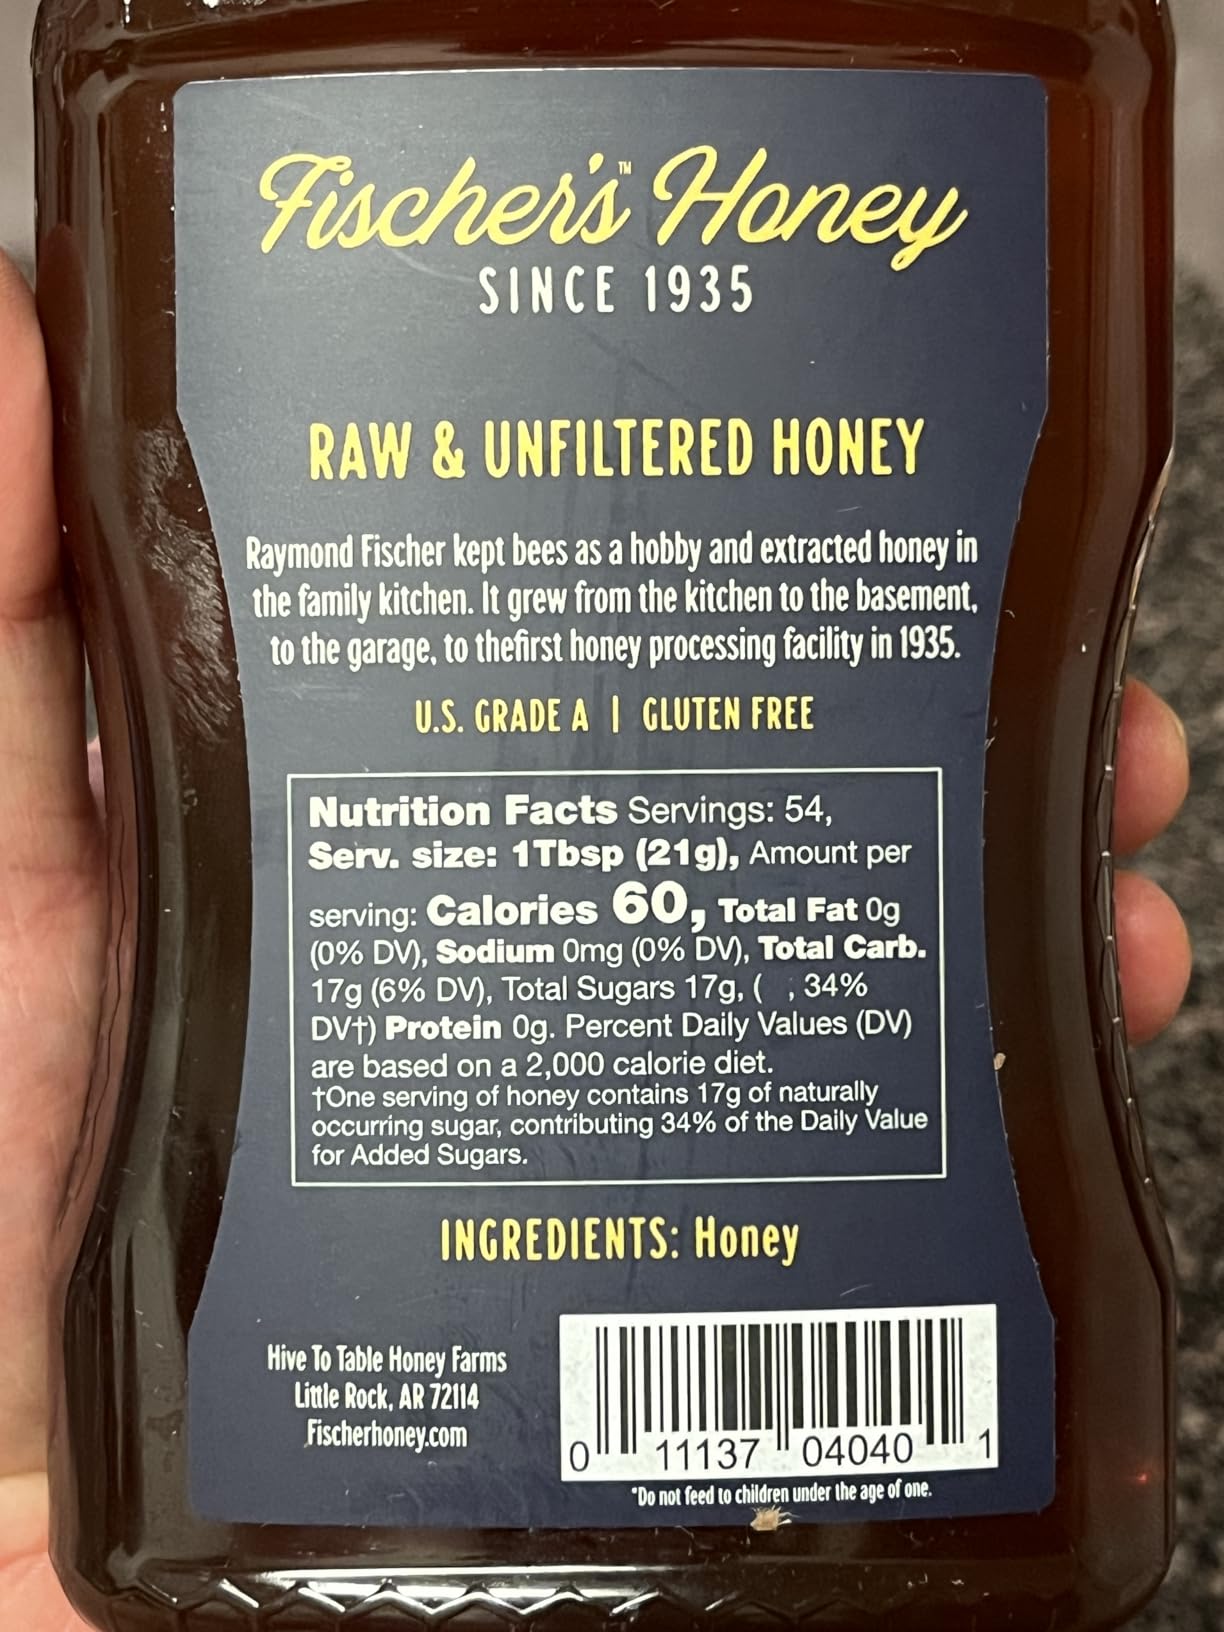 Fischer's™ Honey
SINCE 1935
RAW & UNFILTERED HONEY
Raymond Fischer kept bees as a hobby and extracted honey in
the family kitchen. It grew from the kitchen to the basement,
to the garage, to thefirst honey processing facility in 1935.
U.S. GRADE A | GLUTEN FREE
Nutrition Facts Servings: 54,
Serv. size: 1Tbsp (21g), Amount per
serving: Calories 60, Total Fat 0g
(0% DV), Sodium 0mg (0% DV), Total Carb.
17g (6% DV), Total Sugars 17g, (  , 34%
DV†) Protein 0g. Percent Daily Values (DV)
are based on a 2,000 calorie diet.
†One serving of honey contains 17g of naturally
occurring sugar, contributing 34% of the Daily Value
for Added Sugars.
INGREDIENTS: Honey
Hive To Table Honey Farms
Little Rock, AR 72114
Fischerhoney.com
0 11137 04040 1
*Do not feed to children under the age of one.